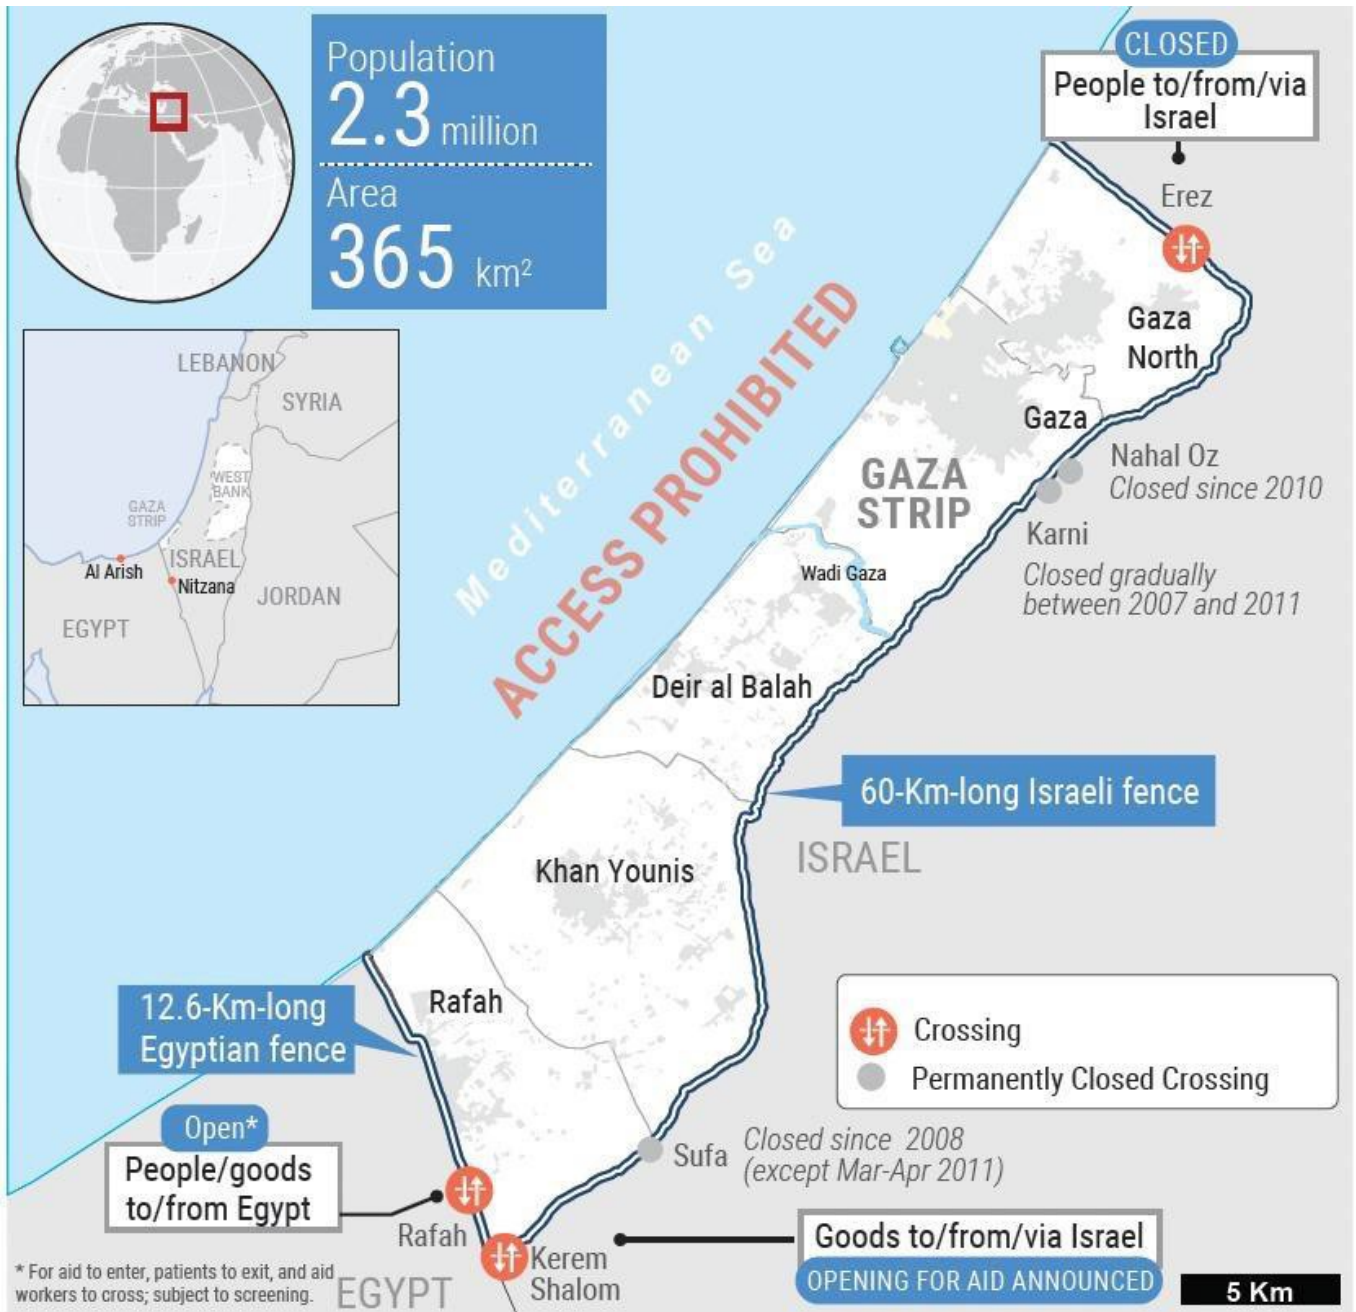 Population
2.3 million
Area
365 km²
CLOSED
People to/from/via
Israel
Erez
Mediterranean Sea
ACCESS PROHIBITED
Gaza
North
Gaza
GAZA
STRIP
Nahal Oz
Closed since 2010
Karni
Closed gradually
between 2007 and 2011
Wadi Gaza
Deir al Balah
LEBANON
SYRIA
WEST
BANK
GAZA
STRIP
ISRAEL
Al Arish
Nitzana
JORDAN
EGYPT
60-Km-long Israeli fence
ISRAEL
Khan Younis
Rafah
12.6-Km-long
Egyptian fence
Crossing
Permanently Closed Crossing
Open*
People/goods
to/from Egypt
Sufa
Closed since 2008
(except Mar-Apr 2011)
Rafah
Kerem
Shalom
Goods to/from/via Israel
OPENING FOR AID ANNOUNCED
* For aid to enter, patients to exit, and aid
workers to cross; subject to screening.
EGYPT
5 Km